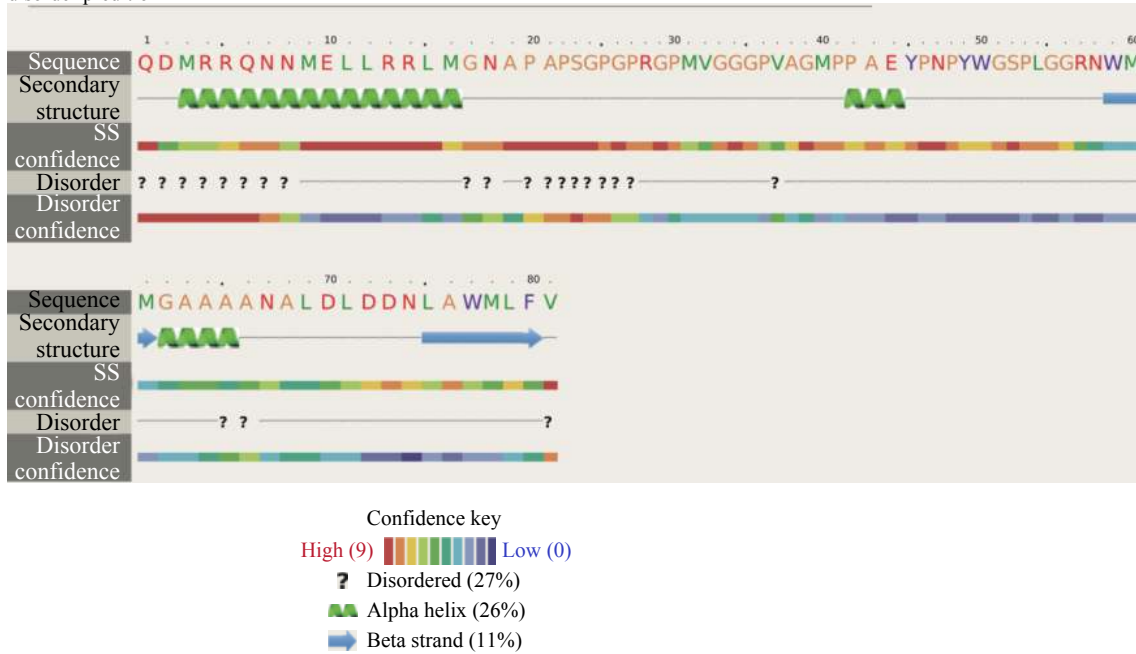 1 10 20 30 40 50 60
Sequence Q D M R R Q N N M E L L R R L M G N A P A P S G P G P R G P M V G G G P V A G M P P A E Y P N P Y W G S P L G G R N W M
Secondary
structure
SS
confidence
Disorder ? ? ? ? ? ? ? ? ? ? ? ? ? ? ? ? ? ? ?
Disorder
confidence
70 80
Sequence M G A A A A N A L D L D D N L A W M L F V
Secondary
structure
SS
confidence
Disorder ? ? ?
Disorder
confidence
Confidence key
High (9) Low (0)
? Disordered (27%)
Alpha helix (26%)
Beta strand (11%)